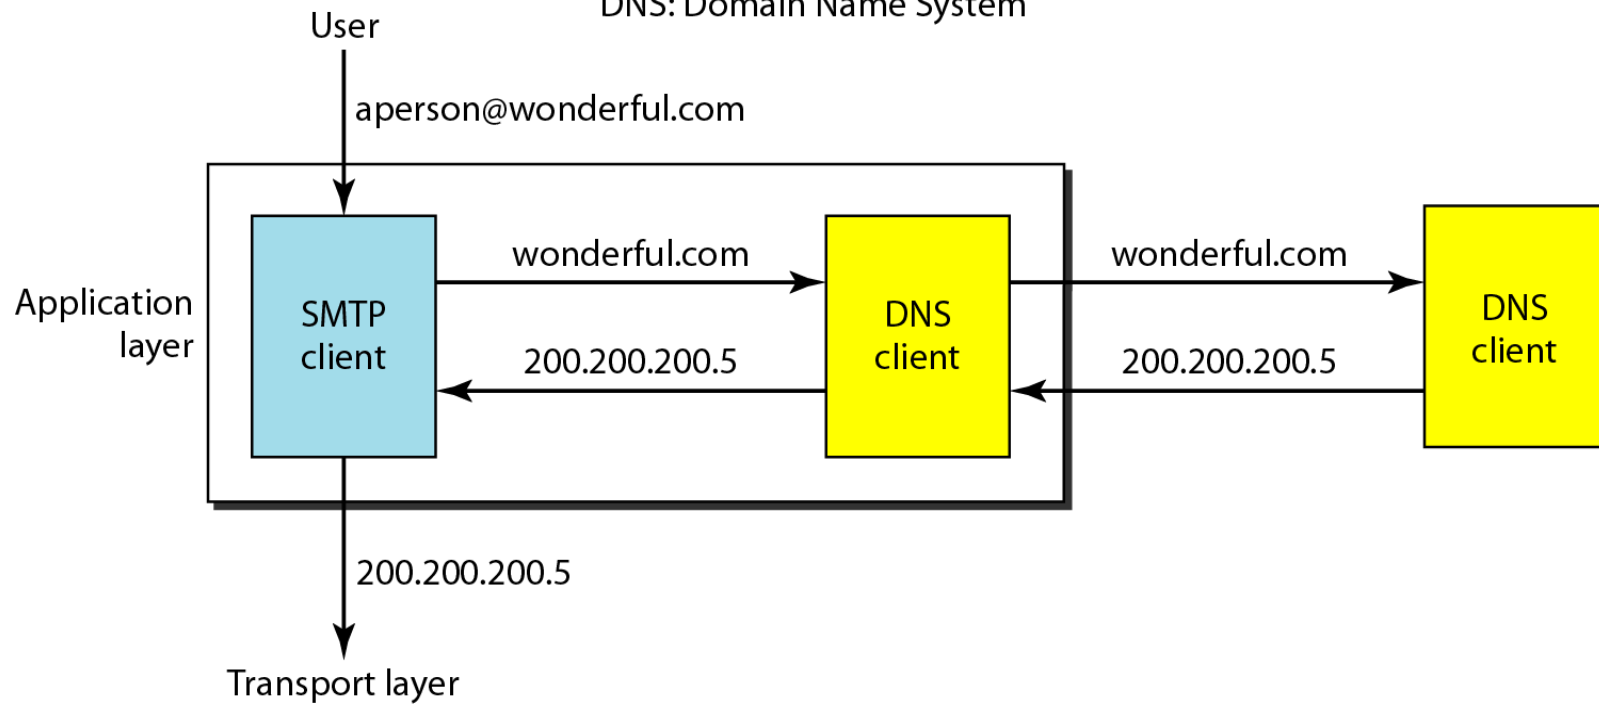 DNS: Domain Name System
User
aperson@wonderful.com
wonderful.com
wonderful.com
Application
layer
SMTP
client
DNS
client
DNS
client
200.200.200.5
200.200.200.5
200.200.200.5
Transport layer